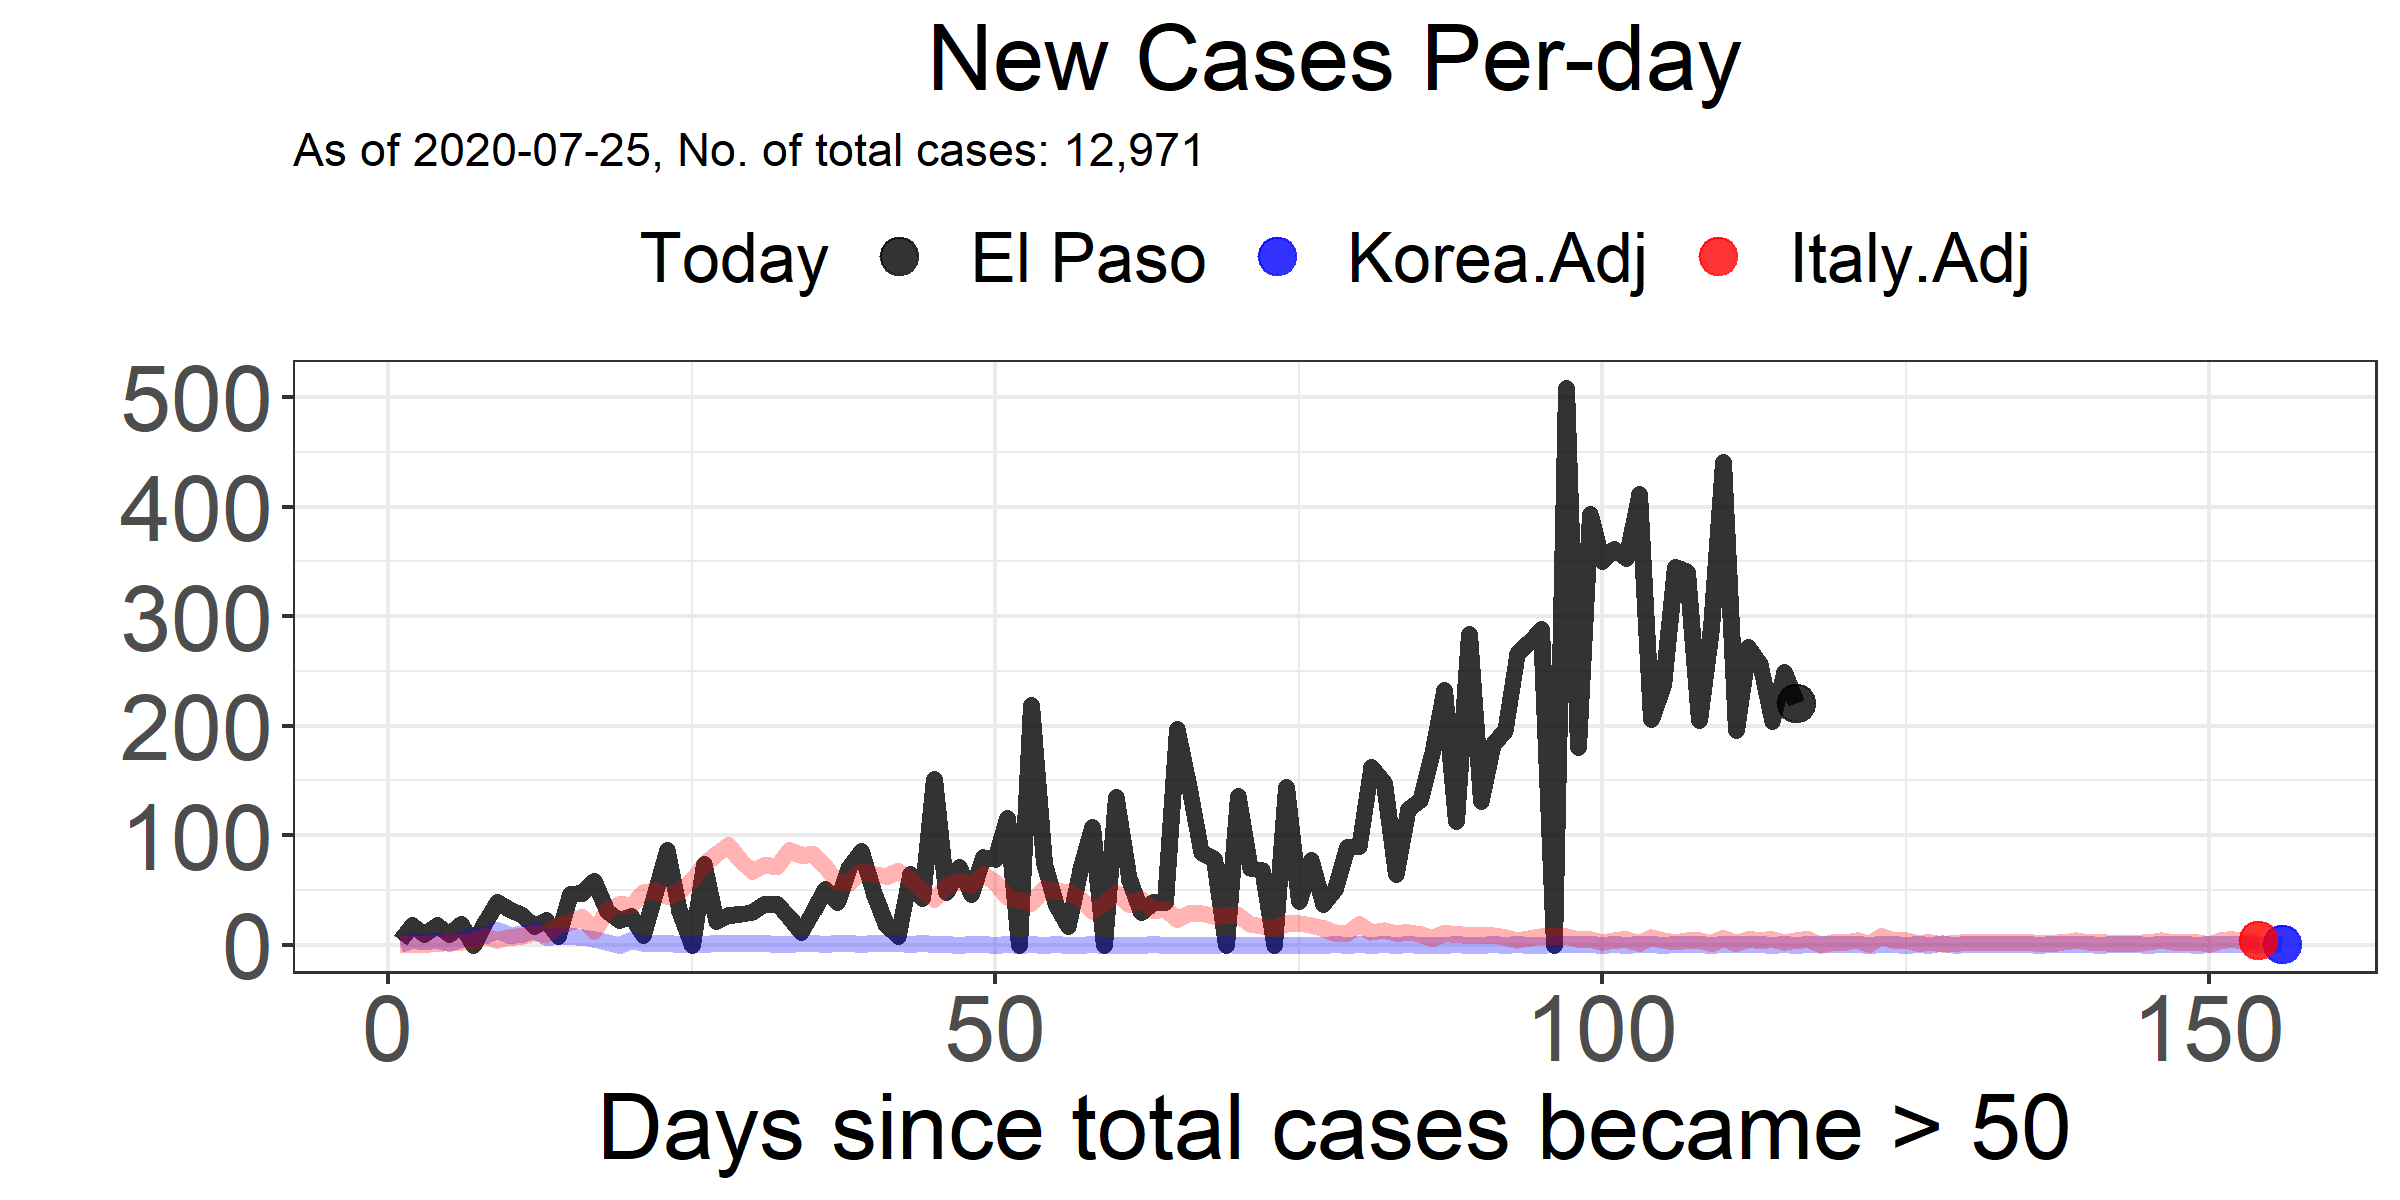 New Cases Per-day
As of 2020-07-25, No. of total cases: 12,971
Today El Paso Korea.Adj Italy.Adj
500
400
300
200
100
0
0 50 100 150
Days since total cases became > 50